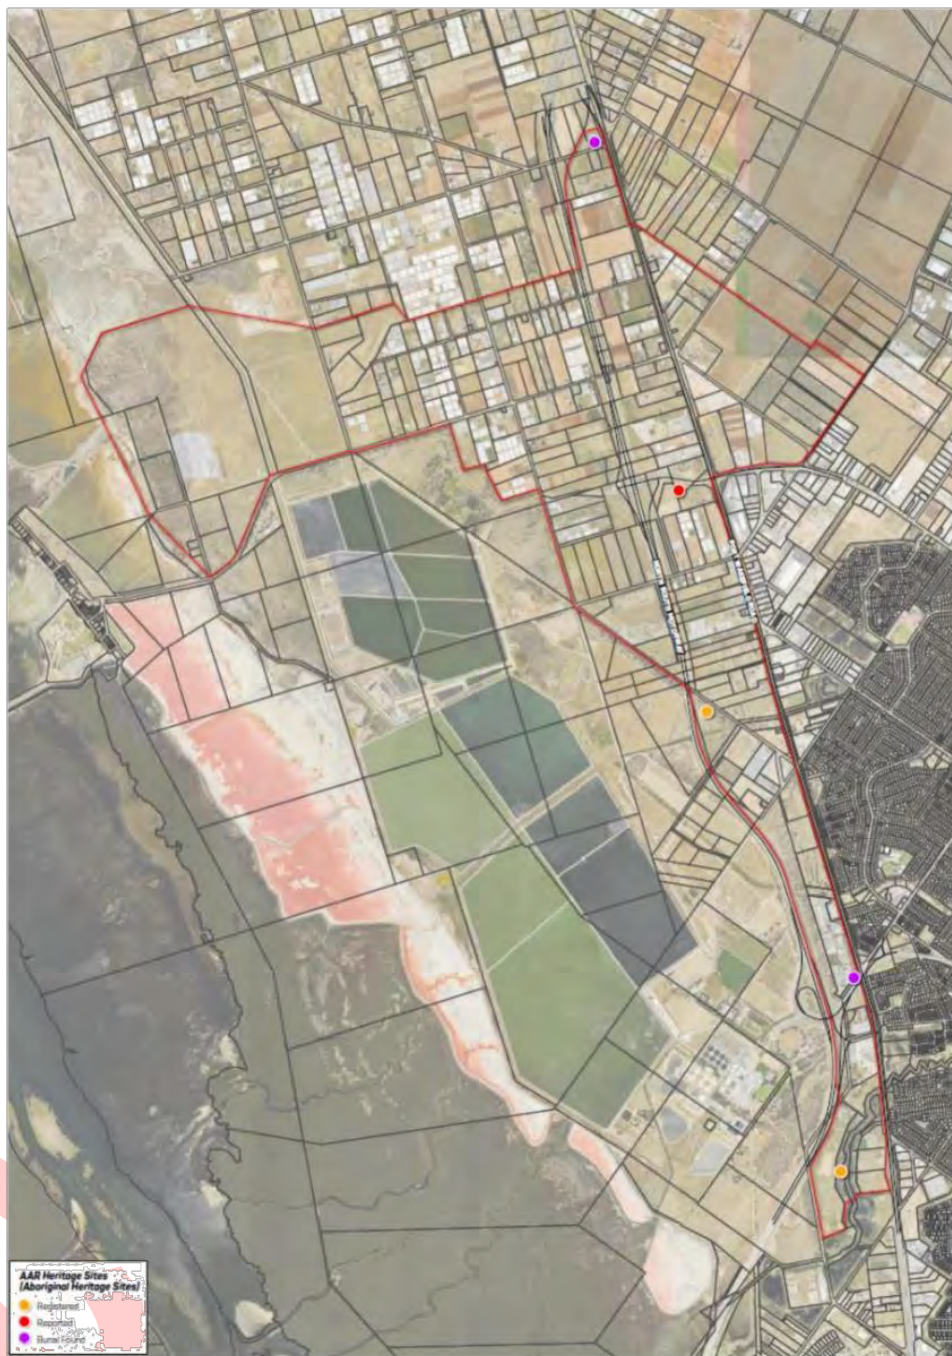 AAR Heritage Sites
(Aboriginal Heritage Sites)
Registered
Reported
Burial Found